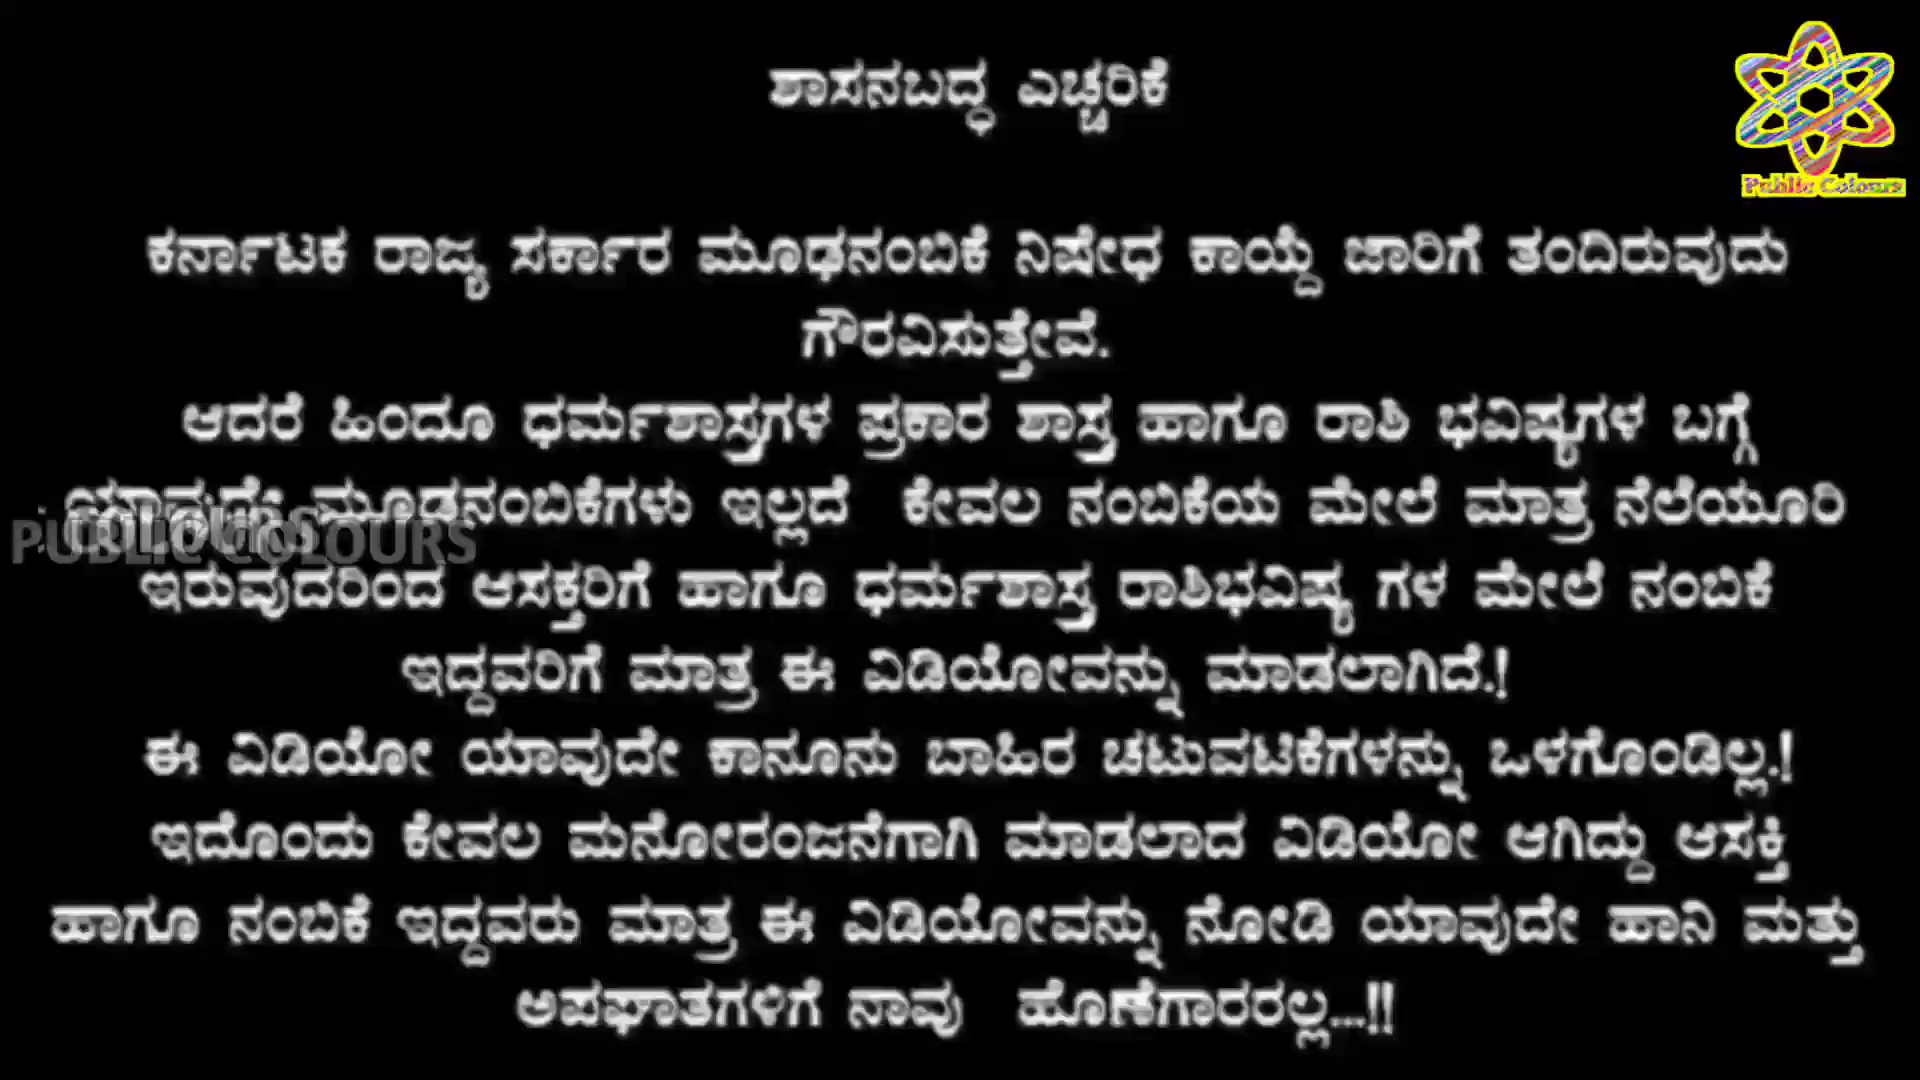 ಶಾಸನಬದ್ಧ ಎಚ್ಚರಿಕೆ
Public Colours
ಕರ್ನಾಟಕ ರಾಜ್ಯ ಸರ್ಕಾರ ಮೂಢನಂಬಿಕೆ ನಿಷೇಧ ಕಾಯ್ದೆ ಜಾರಿಗೆ ತಂದಿರುವುದು
ಗೌರವಿಸುತ್ತೇವೆ.
ಆದರೆ ಹಿಂದೂ ಧರ್ಮಶಾಸ್ತ್ರಗಳ ಪ್ರಕಾರ ಶಾಸ್ತ್ರ ಹಾಗೂ ರಾಶಿ ಭವಿಷ್ಯಗಳ ಬಗ್ಗೆ
ಯಾವುದೇ ಮೂಢನಂಬಿಕೆಗಳು ಇಲ್ಲದೆ ಕೇವಲ ನಂಬಿಕೆಯ ಮೇಲೆ ಮಾತ್ರ ನೆಲೆಯೂರಿ
PUBLIC COLOURS
ಇರುವುದರಿಂದ ಆಸಕ್ತರಿಗೆ ಹಾಗೂ ಧರ್ಮಶಾಸ್ತ್ರ ರಾಶಿಭವಿಷ್ಯ ಗಳ ಮೇಲೆ ನಂಬಿಕೆ
ಇದ್ದವರಿಗೆ ಮಾತ್ರ ಈ ವಿಡಿಯೋವನ್ನು ಮಾಡಲಾಗಿದೆ.!
ಈ ವಿಡಿಯೋ ಯಾವುದೇ ಕಾನೂನು ಬಾಹಿರ ಚಟುವಟಿಕೆಗಳನ್ನು ಒಳಗೊಂಡಿಲ್ಲ.!
ಇದೊಂದು ಕೇವಲ ಮನೋರಂಜನೆಗಾಗಿ ಮಾಡಲಾದ ವಿಡಿಯೋ ಆಗಿದ್ದು ಆಸಕ್ತಿ
ಹಾಗೂ ನಂಬಿಕೆ ಇದ್ದವರು ಮಾತ್ರ ಈ ವಿಡಿಯೋವನ್ನು ನೋಡಿ ಯಾವುದೇ ಹಾನಿ ಮತ್ತು
ಅಪಘಾತಗಳಿಗೆ ನಾವು ಹೊಣೆಗಾರರಲ್ಲ...!!